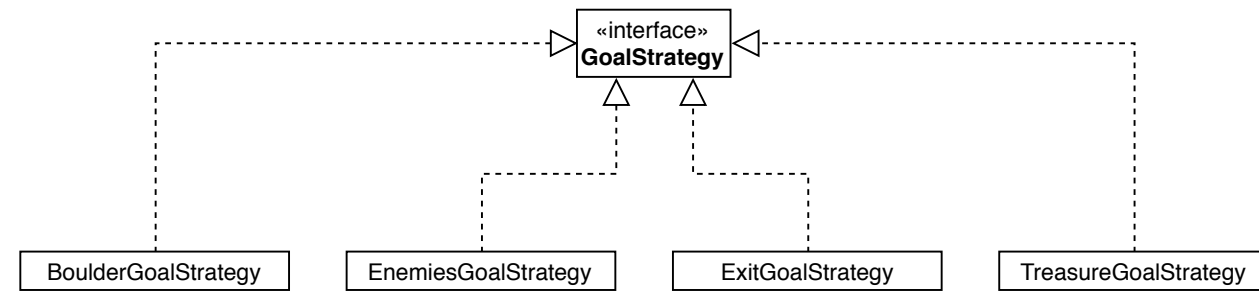 «interface»
GoalStrategy
BoulderGoalStrategy
EnemiesGoalStrategy
ExitGoalStrategy
TreasureGoalStrategy